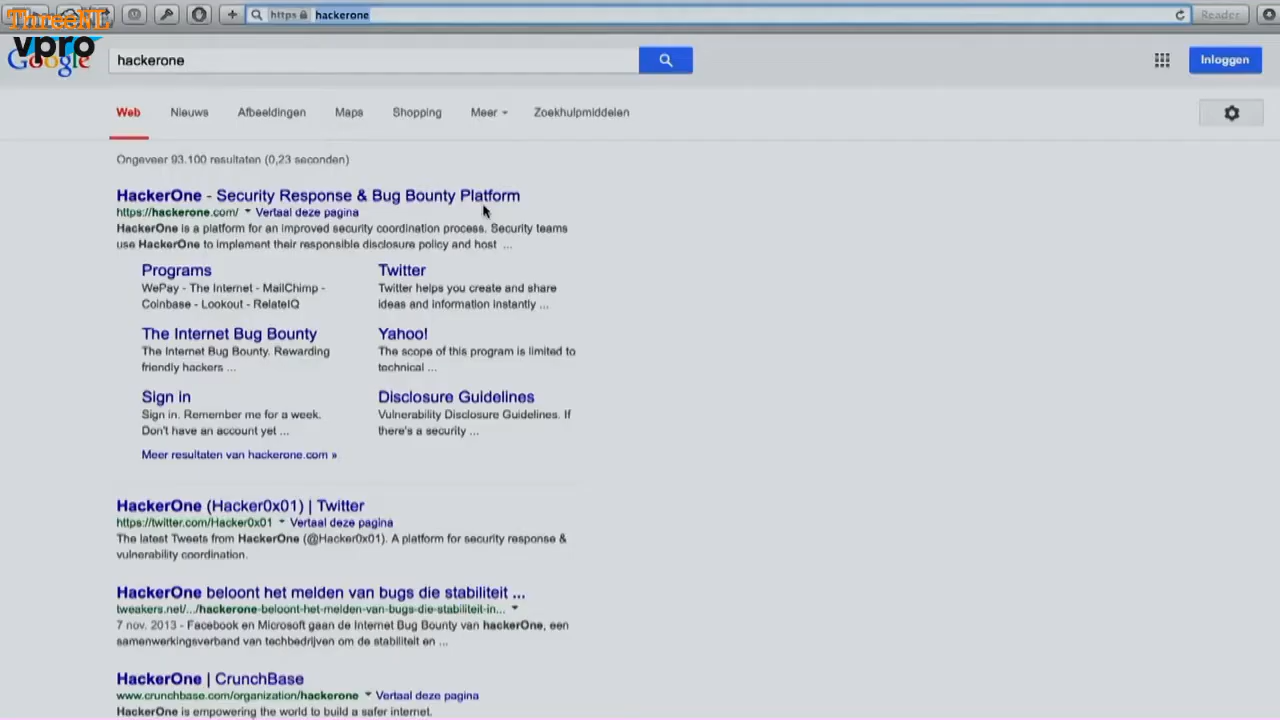 ThreeXL
vpro
https hackerone
Reader
Google
hackerone
Inloggen
Web Nieuws Afbeeldingen Maps Shopping Meer Zoekhulpmiddelen
Ongeveer 93.100 resultaten (0,23 seconden)
HackerOne - Security Response & Bug Bounty Platform
https://hackerone.com/ Vertaal deze pagina
HackerOne is a platform for an improved security coordination process. Security teams
use HackerOne to implement their responsible disclosure policy and host ...
Programs
WePay - The Internet - MailChimp -
Coinbase - Lookout - RelateIQ
Twitter
Twitter helps you create and share
ideas and information instantly ...
The Internet Bug Bounty
The Internet Bug Bounty. Rewarding
friendly hackers ...
Yahoo!
The scope of this program is limited to
technical ...
Sign in
Sign in. Remember me for a week.
Don't have an account yet ...
Disclosure Guidelines
Vulnerability Disclosure Guidelines. If
there's a security ...
Meer resultaten van hackerone.com »
HackerOne (Hacker0x01) | Twitter
https://twitter.com/Hacker0x01 Vertaal deze pagina
The latest Tweets from HackerOne (@Hacker0x01). A platform for security response &
vulnerability coordination.
HackerOne beloont het melden van bugs die stabiliteit ...
tweakers.net/.../hackerone-beloont-het-melden-van-bugs-die-stabiliteit-in...
7 nov. 2013 - Facebook en Microsoft gaan de Internet Bug Bounty van hackerOne, een
samenwerkingsverband van techbedrijven om de stabiliteit en ...
HackerOne | CrunchBase
www.crunchbase.com/organization/hackerone Vertaal deze pagina
HackerOne is empowering the world to build a safer internet.